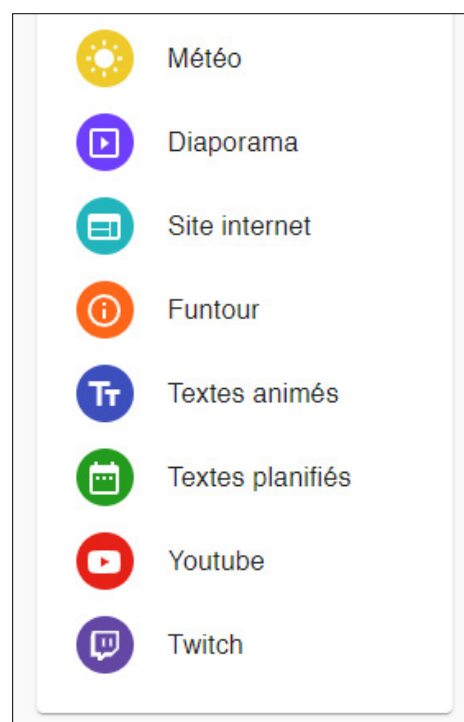 Météo
Diaporama
Site internet
Funtour
Textes animés
Textes planifiés
Youtube
Twitch